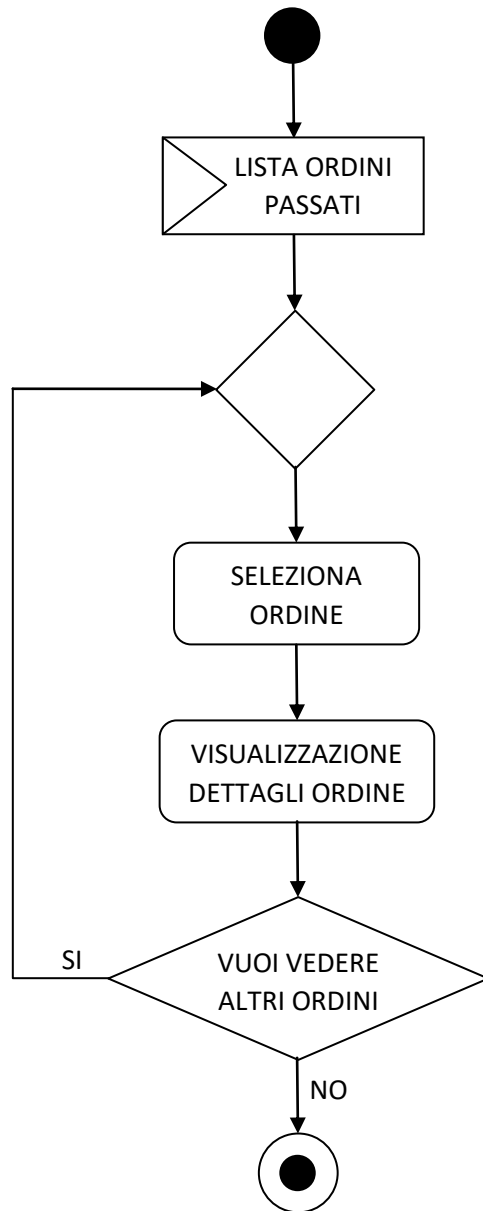 LISTA ORDINI
PASSATI
SELEZIONA
ORDINE
VISUALIZZAZIONE
DETTAGLI ORDINE
SI
VUOI VEDERE
ALTRI ORDINI
NO